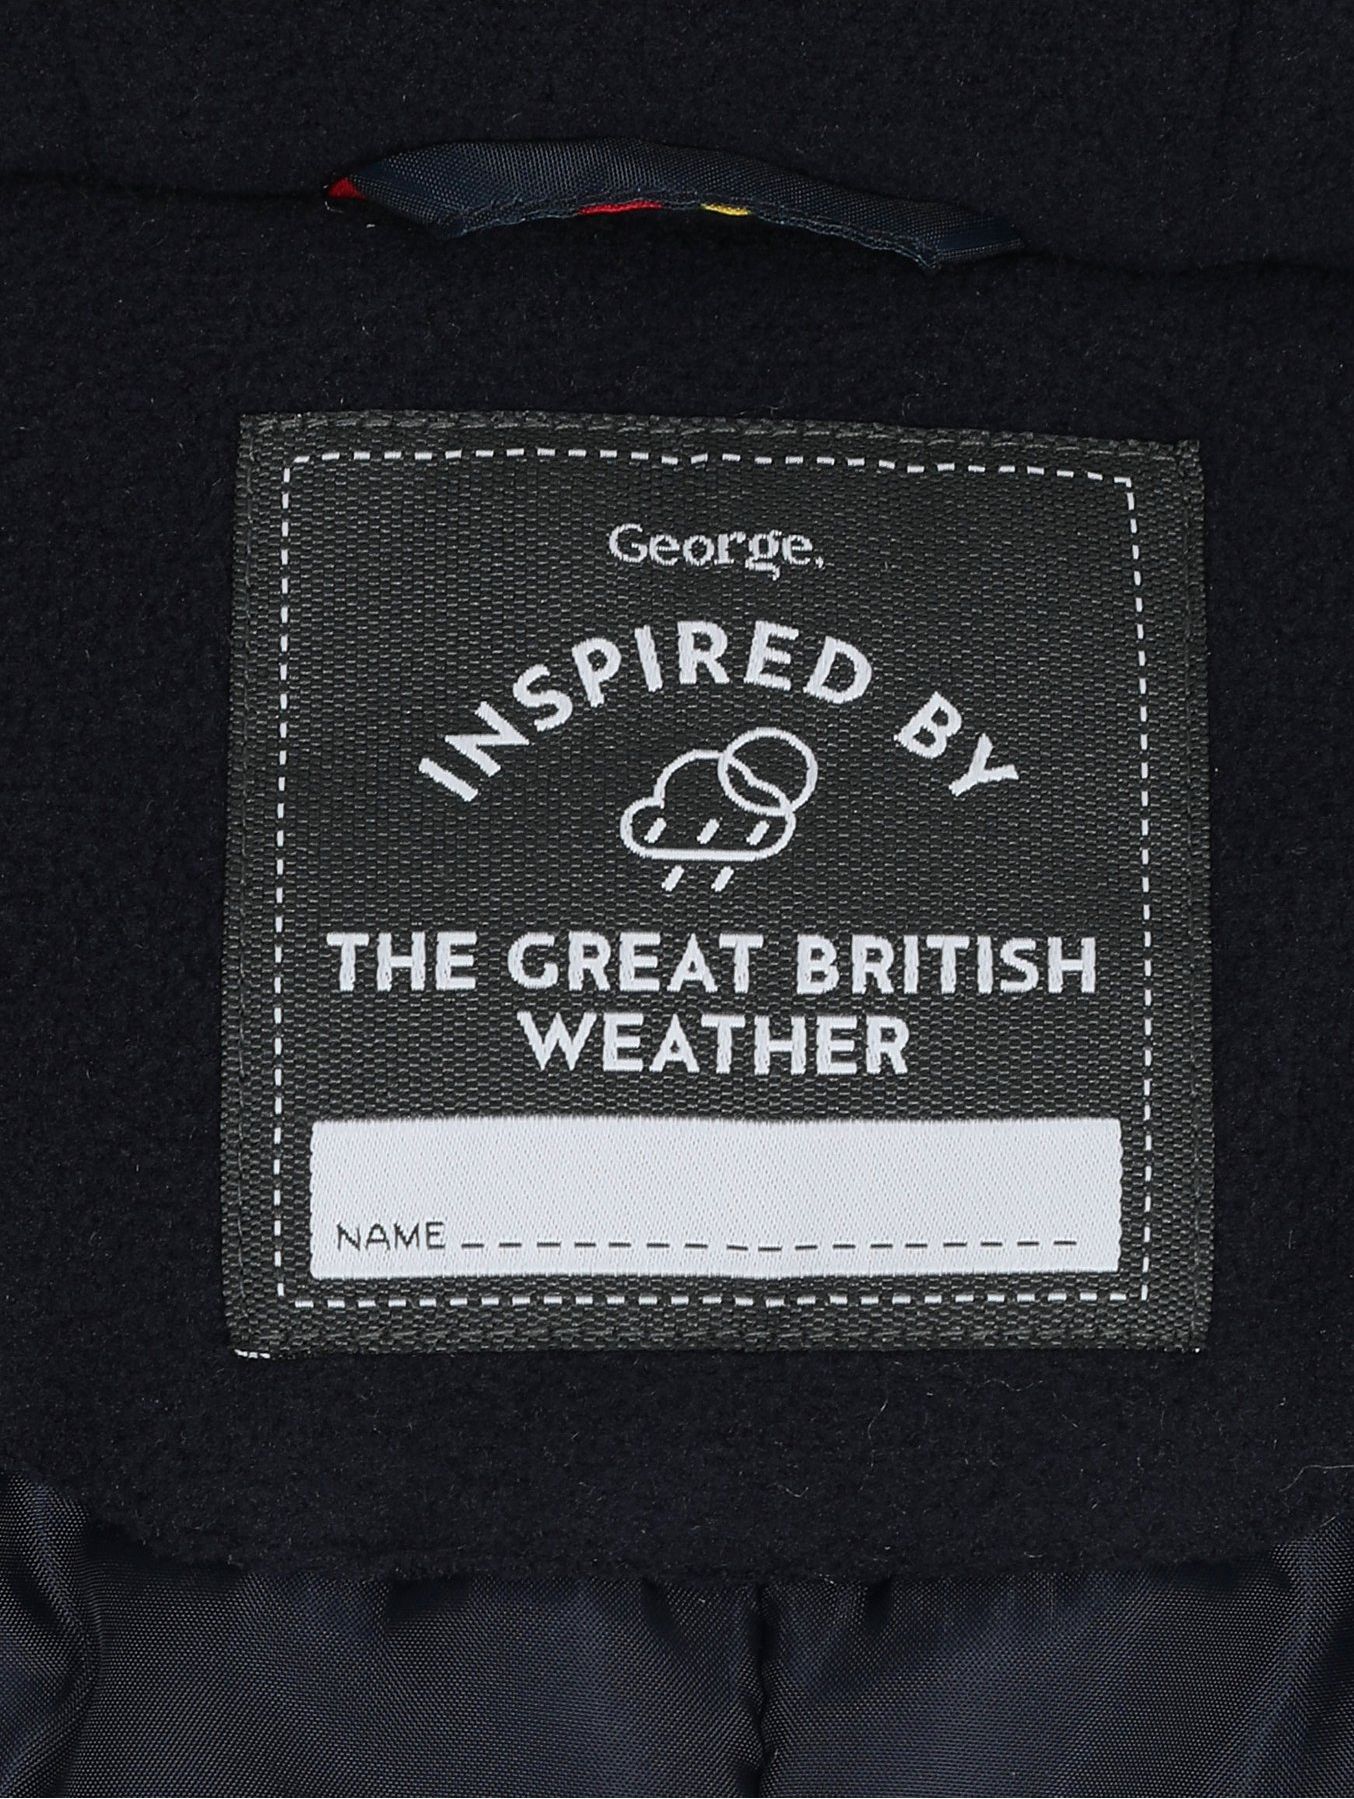 George.
INSPIRED BY
THE GREAT BRITISH
WEATHER
NAME